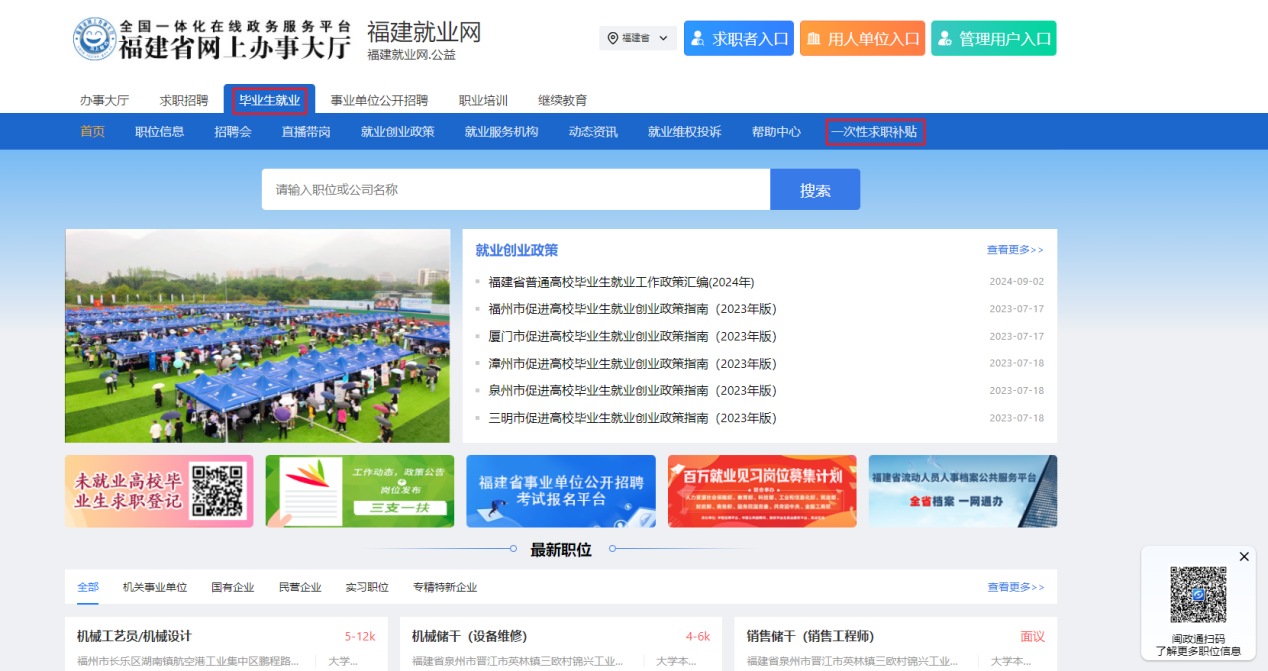 全国一体化在线政务服务平台
福建省网上办事大厅
福建就业网
福建就业网.公益
福建省
求职者入口
用人单位入口
管理用户入口
办事大厅 求职招聘 毕业生就业 事业单位公开招聘 职业培训 继续教育
首页 职位信息 招聘会 直播带岗 就业创业政策 就业服务机构 动态资讯 就业维权投诉 帮助中心 一次性求职补贴
请输入职位或公司名称 搜索
就业创业政策 查看更多>>
福建省普通高校毕业生就业工作政策汇编(2024年) 2024-09-02
福州市促进高校毕业生就业创业政策指南（2023年版） 2023-07-17
厦门市促进高校毕业生就业创业政策指南（2023年版） 2023-07-17
漳州市促进高校毕业生就业创业政策指南（2023年版） 2023-07-18
泉州市促进高校毕业生就业创业政策指南（2023年版） 2023-07-18
三明市促进高校毕业生就业创业政策指南（2023年版） 2023-07-18
未就业高校毕
业生求职登记
工作动态，政策公告
岗位发布
三支一扶
福建省事业单位公开招聘
考试报名平台
百万就业见习岗位募集计划
福建省流动人员人事档案公共服务平台
全省档案 一网通办
最新职位
全部 机关事业单位 国有企业 民营企业 实习职位 专精特新企业 查看更多>>
机械工艺员/机械设计 5-12k
福州市长乐区湖南镇航空港工业集中区鹏程路... 大学...
机械储干（设备维修） 4-6k
福建省泉州市晋江市英林镇三欧村锦兴工业... 大学本...
销售储干（销售工程师) 面议
福建省泉州市晋江市英林镇三欧村锦兴工业... 大学本...
闽政通扫码
了解更多职位信息